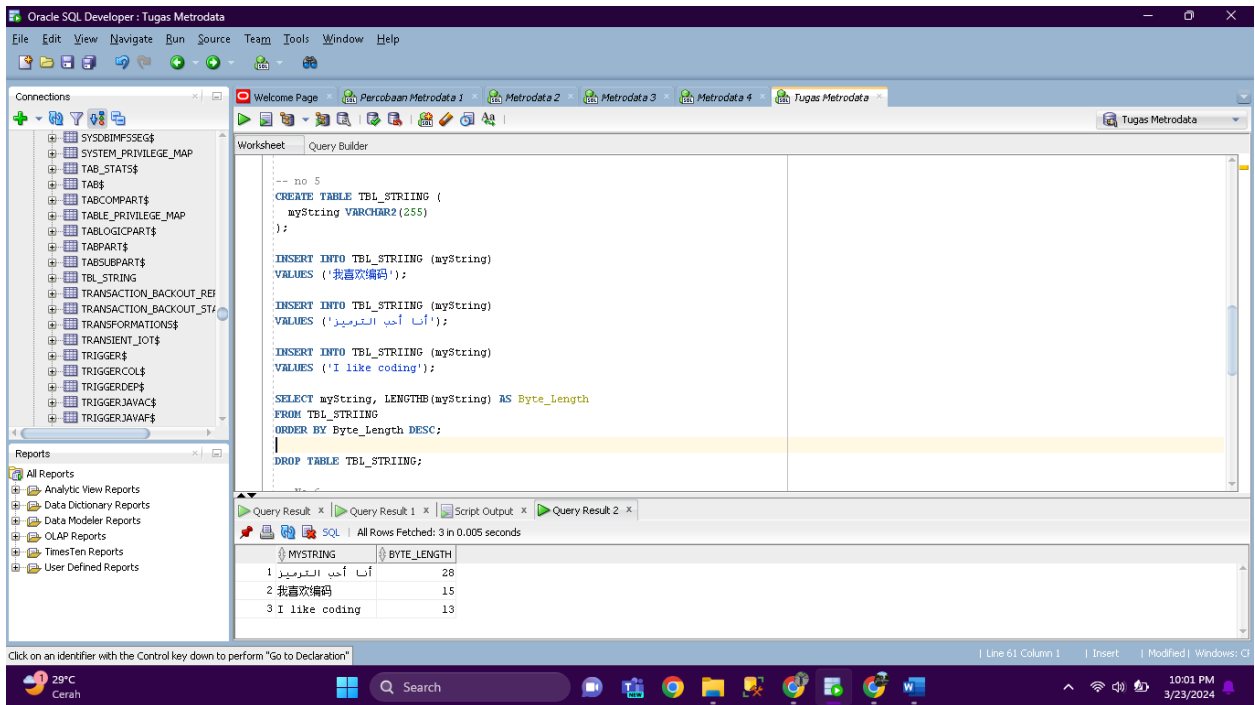 Oracle SQL Developer : Tugas Metrodata
File Edit View Navigate Run Source Team Tools Window Help
Connections
SYSDBIMFSSEG$
SYSTEM_PRIVILEGE_MAP
TAB_STATS$
TAB$
TABCOMPART$
TABLE_PRIVILEGE_MAP
TABLOGICPART$
TABPART$
TABSUBPART$
TBL_STRING
TRANSACTION_BACKOUT_REF
TRANSACTION_BACKOUT_STA
TRANSFORMATIONS$
TRANSIENT_IOT$
TRIGGER$
TRIGGERCOL$
TRIGGERDEP$
TRIGGERJAVAC$
TRIGGERJAVAF$
Reports
All Reports
Analytic View Reports
Data Dictionary Reports
Data Modeler Reports
OLAP Reports
TimesTen Reports
User Defined Reports
Welcome Page Percobaan Metrodata 1 Metrodata 2 Metrodata 3 Metrodata 4 Tugas Metrodata
Tugas Metrodata
Worksheet Query Builder
-- no 5
CREATE TABLE TBL_STRIING (
myString VARCHAR2(255)
);
INSERT INTO TBL_STRIING (myString)
VALUES ('我喜欢编码');
INSERT INTO TBL_STRIING (myString)
VALUES ('أنا أحب الترميز');
INSERT INTO TBL_STRIING (myString)
VALUES ('I like coding');
SELECT myString, LENGTHB(myString) AS Byte_Length
FROM TBL_STRIING
ORDER BY Byte_Length DESC;
DROP TABLE TBL_STRIING;
Query Result Query Result 1 Script Output Query Result 2
SQL | All Rows Fetched: 3 in 0.005 seconds
MYSTRING BYTE_LENGTH
1 أنا أحب الترميز 28
2 我喜欢编码 15
3 I like coding 13
Click on an identifier with the Control key down to perform "Go to Declaration"
| Line 61 Column 1 | Insert | Modified | Windows: CF
1
29°C
Cerah
Search
NEW
10:01 PM
3/23/2024